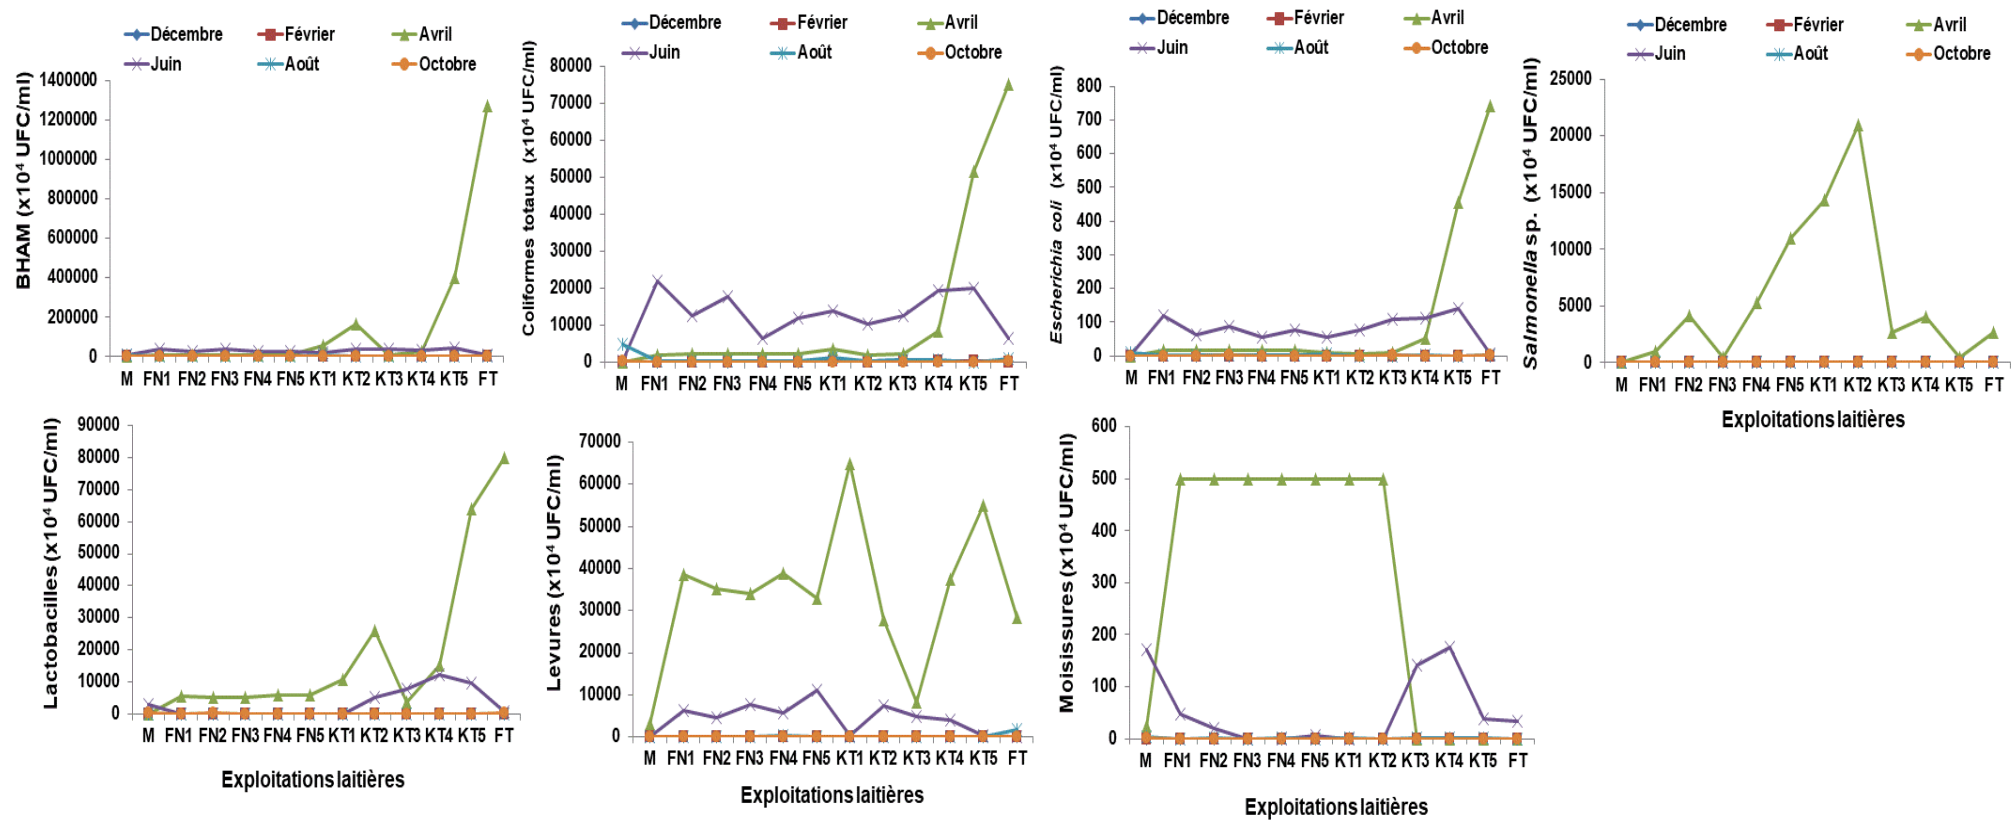 Décembre Février Avril
Juin Août Octobre
BHAM (x10⁴ UFC/ml)
1400000
1200000
1000000
800000
600000
400000
200000
0
M FN1 FN2 FN3 FN4 FN5 KT1 KT2 KT3 KT4 KT5 FT
Décembre Février Avril
Juin Août Octobre
Coliformes totaux (x10⁴ UFC/ml)
80000
70000
60000
50000
40000
30000
20000
10000
0
M FN1 FN2 FN3 FN4 FN5 KT1 KT2 KT3 KT4 KT5 FT
Décembre Février Avril
Juin Août Octobre
Escherichia coli (x10⁴ UFC/ml)
800
700
600
500
400
300
200
100
0
M FN1 FN2 FN3 FN4 FN5 KT1 KT2 KT3 KT4 KT5 FT
Décembre Février Avril
Juin Août Octobre
Salmonella sp. (x10⁴ UFC/ml)
25000
20000
15000
10000
5000
0
M FN1 FN2 FN3 FN4 FN5 KT1 KT2 KT3 KT4 KT5 FT
Exploitations laitières
Lactobacilles (x10⁴ UFC/ml)
90000
80000
70000
60000
50000
40000
30000
20000
10000
0
M FN1 FN2 FN3 FN4 FN5 KT1 KT2 KT3 KT4 KT5 FT
Exploitations laitières
Levures (x10⁴ UFC/ml)
70000
60000
50000
40000
30000
20000
10000
0
M FN1 FN2 FN3 FN4 FN5 KT1 KT2 KT3 KT4 KT5 FT
Exploitations laitières
Moisissures (x10⁴ UFC/ml)
600
500
400
300
200
100
0
M FN1 FN2 FN3 FN4 FN5 KT1 KT2 KT3 KT4 KT5 FT
Exploitations laitières